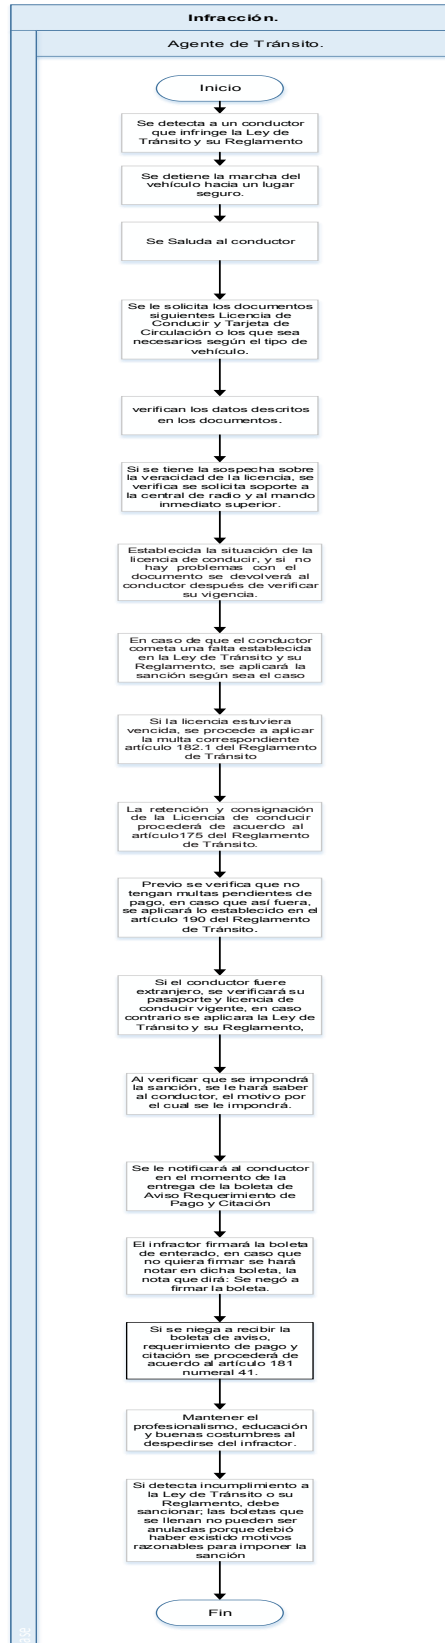 Infracción.
Agente de Tránsito.
Inicio
Se detecta a un conductor
que infringe la Ley de
Tránsito y su Reglamento
Se detiene la marcha del
vehículo hacia un lugar
seguro.
Se Saluda al conductor
Se le solicita los documentos
siguientes Licencia de
Conducir y Tarjeta de
Circulación o los que sea
necesarios según el tipo de
vehículo.
verifican los datos descritos
en los documentos.
Si se tiene la sospecha sobre
la veracidad de la licencia, se
verifica se solicita soporte a
la central de radio y al mando
inmediato superior.
Establecida la situación de la
licencia de conducir, y si no
hay problemas con el
documento se devolverá al
conductor después de verificar
su vigencia.
En caso de que el conductor
cometa una falta establecida
en la Ley de Tránsito y su
Reglamento, se aplicará la
sanción según sea el caso
Si la licencia estuviera
vencida, se procede a aplicar
la multa correspondiente
artículo 182.1 del Reglamento
de Tránsito
La retención y consignación
de la Licencia de conducir
procederá de acuerdo al
artículo175 del Reglamento
de Tránsito.
Previo se verifica que no
tengan multas pendientes de
pago, en caso que así fuera,
se aplicará lo establecido en el
artículo 190 del Reglamento
de Tránsito.
Si el conductor fuere
extranjero, se verificará su
pasaporte y licencia de
conducir vigente, en caso
contrario se aplicara la Ley de
Tránsito y su Reglamento,
Al verificar que se impondrá
la sanción, se le hará saber
al conductor, el motivo por
el cual se le impondrá.
Se le notificará al conductor
en el momento de la
entrega de la boleta de
Aviso Requerimiento de
Pago y Citación
El infractor firmará la boleta
de enterado, en caso que
no quiera firmar se hará
notar en dicha boleta, la
nota que dirá: Se negó a
firmar la boleta.
Si se niega a recibir la
boleta de aviso,
requerimiento de pago y
citación se procederá de
acuerdo al artículo 181
numeral 41.
Mantener el
profesionalismo, educación
y buenas costumbres al
despedirse del infractor.
Si detecta incumplimiento a
la Ley de Tránsito o su
Reglamento, debe
sancionar; las boletas que
se llenan no pueden ser
anuladas porque debió
haber existido motivos
razonables para imponer la
sanción
Fin